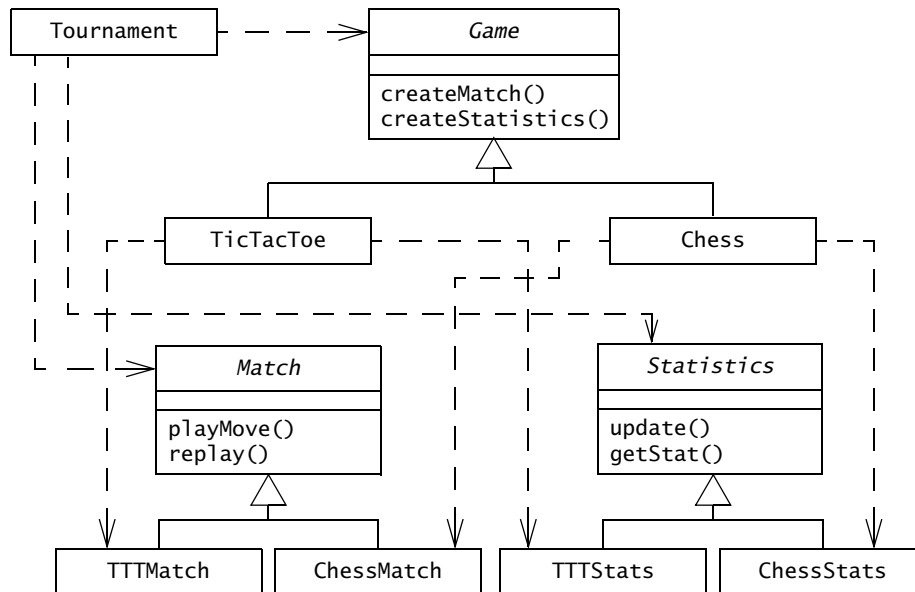 Tournament
Game
createMatch()
createStatistics()
TicTacToe
Chess
Match
playMove()
replay()
Statistics
update()
getStat()
TTTMatch
ChessMatch
TTTStats
ChessStats